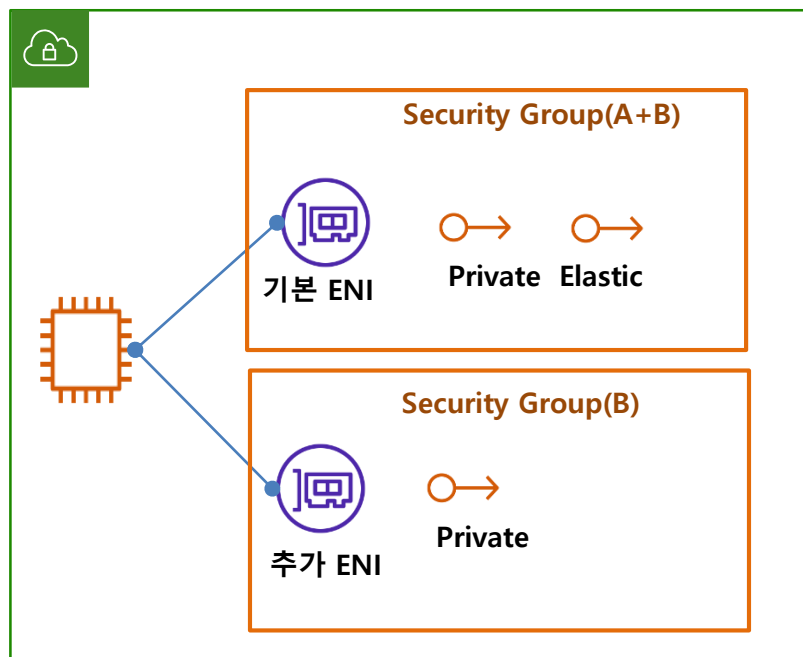 Security Group(A+B)
기본 ENI
Private
Elastic
Security Group(B)
추가 ENI
Private